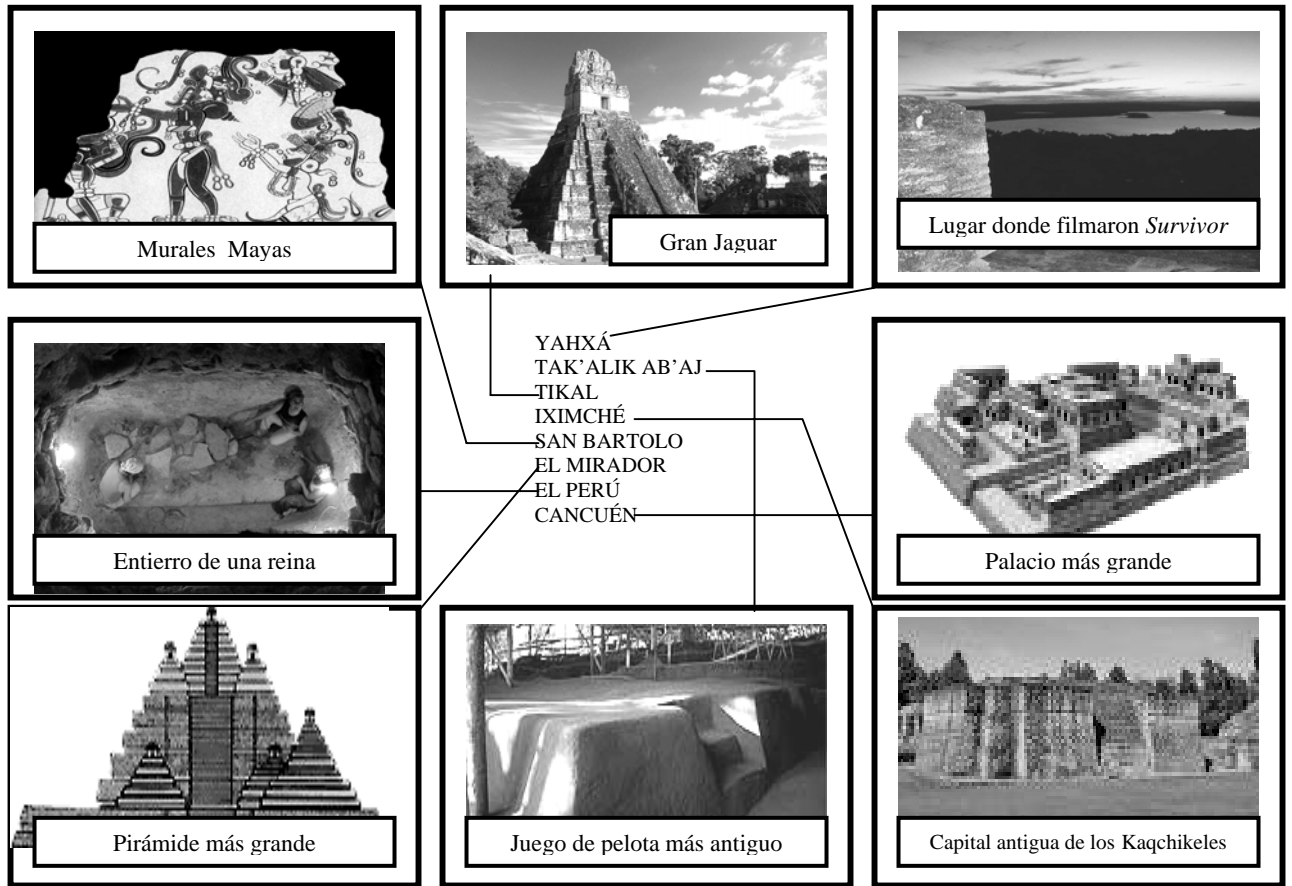 Murales Mayas
Gran Jaguar
Lugar donde filmaron Survivor
YAHXÁ
TAK’ALIK AB’AJ
TIKAL
IXIMCHÉ
SAN BARTOLO
EL MIRADOR
EL PERÚ
CANCUÉN
Entierro de una reina
Palacio más grande
Pirámide más grande
Juego de pelota más antiguo
Capital antigua de los Kaqchikeles